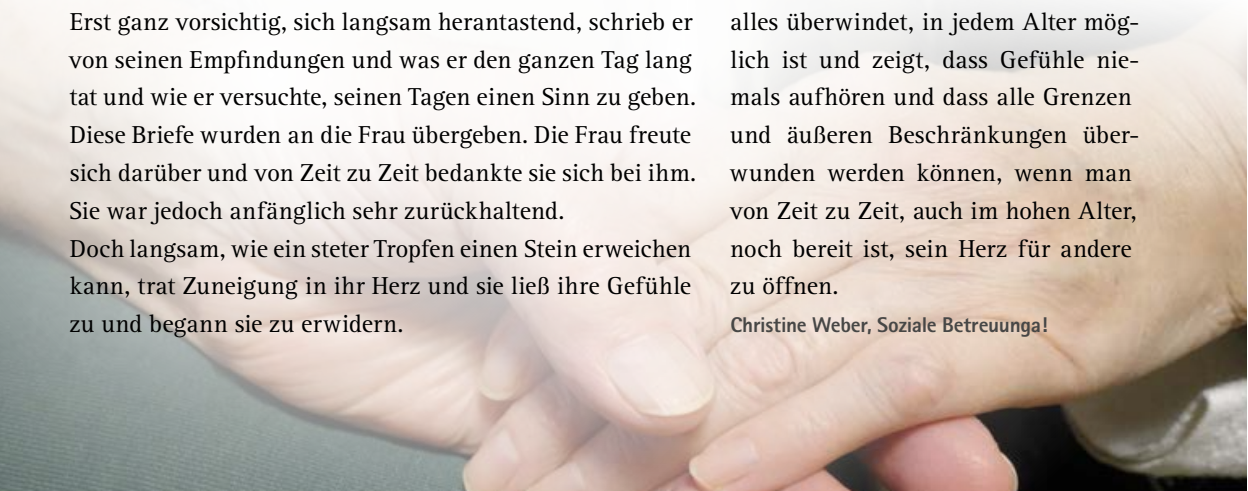 Erst ganz vorsichtig, sich langsam herantastend, schrieb er
von seinen Empfindungen und was er den ganzen Tag lang
tat und wie er versuchte, seinen Tagen einen Sinn zu geben.
Diese Briefe wurden an die Frau übergeben. Die Frau freute
sich darüber und von Zeit zu Zeit bedankte sie sich bei ihm.
Sie war jedoch anfänglich sehr zurückhaltend.
Doch langsam, wie ein steter Tropfen einen Stein erweichen
kann, trat Zuneigung in ihr Herz und sie ließ ihre Gefühle
zu und begann sie zu erwidern.
alles überwindet, in jedem Alter mög-
lich ist und zeigt, dass Gefühle nie-
mals aufhören und dass alle Grenzen
und äußeren Beschränkungen über-
wunden werden können, wenn man
von Zeit zu Zeit, auch im hohen Alter,
noch bereit ist, sein Herz für andere
zu öffnen.
Christine Weber, Soziale Betreuunga!